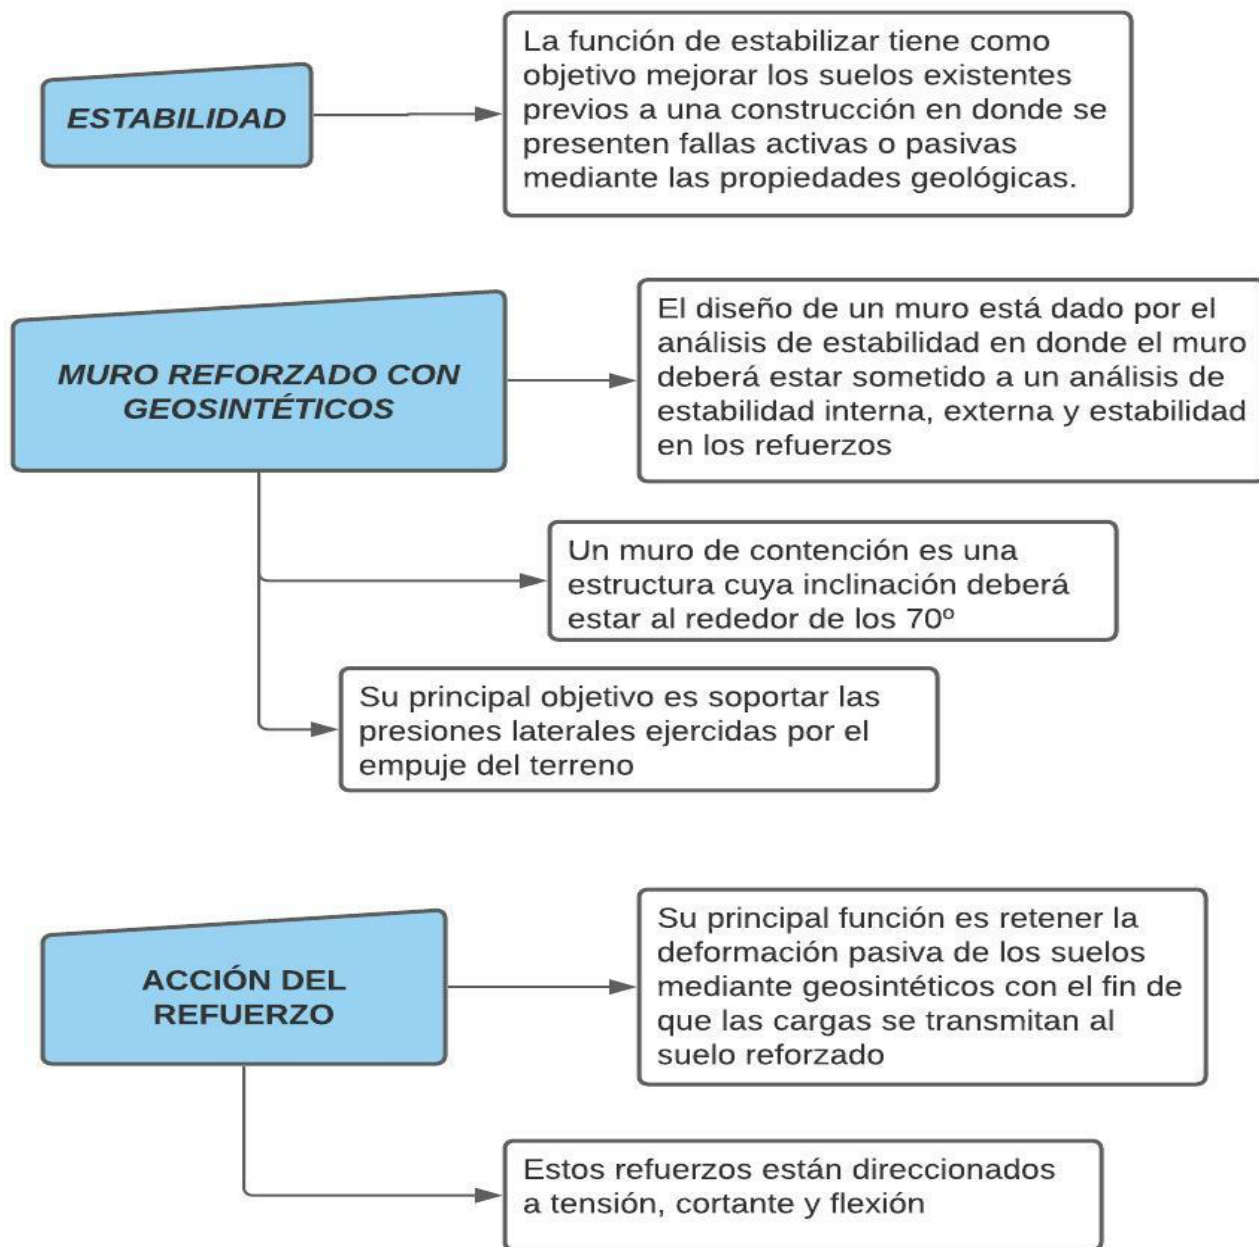 ESTABILIDAD
La función de estabilizar tiene como
objetivo mejorar los suelos existentes
previos a una construcción en donde se
presenten fallas activas o pasivas
mediante las propiedades geológicas.
MURO REFORZADO CON
GEOSINTÉTICOS
El diseño de un muro está dado por el
análisis de estabilidad en donde el muro
deberá estar sometido a un análisis de
estabilidad interna, externa y estabilidad
en los refuerzos
Un muro de contención es una
estructura cuya inclinación deberá
estar al rededor de los 70º
Su principal objetivo es soportar las
presiones laterales ejercidas por el
empuje del terreno
ACCIÓN DEL
REFUERZO
Su principal función es retener la
deformación pasiva de los suelos
mediante geosintéticos con el fin de
que las cargas se transmitan al
suelo reforzado
Estos refuerzos están direccionados
a tensión, cortante y flexión